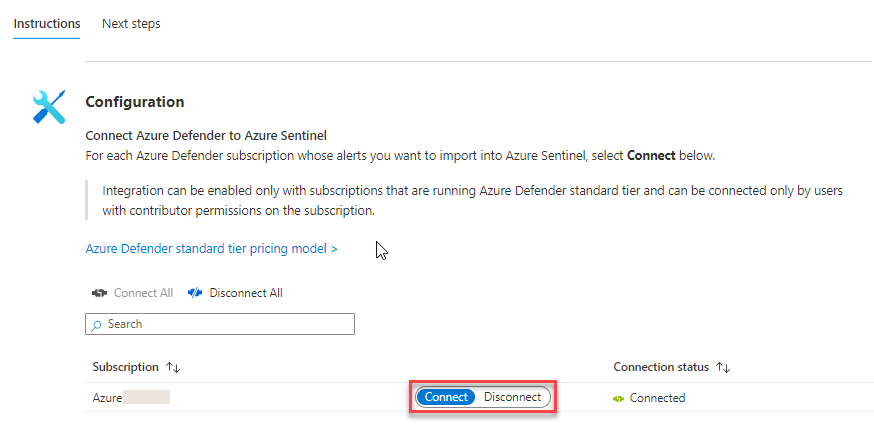 Instructions Next steps
Configuration
Connect Azure Defender to Azure Sentinel
For each Azure Defender subscription whose alerts you want to import into Azure Sentinel, select Connect below.
Integration can be enabled only with subscriptions that are running Azure Defender standard tier and can be connected only by users
with contributor permissions on the subscription.
Azure Defender standard tier pricing model >
Connect All Disconnect All
Search
Subscription ↑↓ Connection status ↑↓
Azure Connect Disconnect Connected